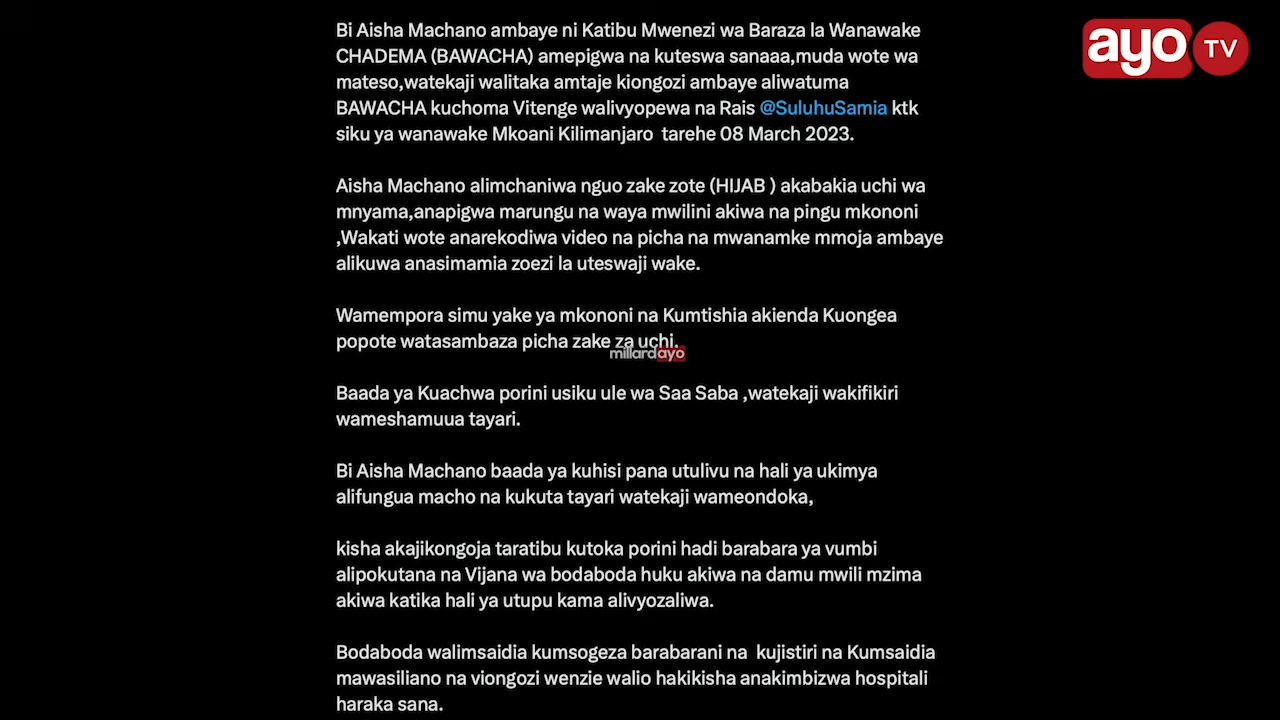 Bi Aisha Machano ambaye ni Katibu Mwenezi wa Baraza la Wanawake
CHADEMA (BAWACHA) amepigwa na kuteswa sanaaa,muda wote wa
mateso,watekaji walitaka amtaje kiongozi ambaye aliwatuma
BAWACHA kuchoma Vitenge walivyopewa na Rais @SuluhuSamia ktk
siku ya wanawake Mkoani Kilimanjaro tarehe 08 March 2023.
Aisha Machano alimchaniwa nguo zake zote (HIJAB ) akabakia uchi wa
mnyama,anapigwa marungu na waya mwilini akiwa na pingu mkononi
,Wakati wote anarekodiwa video na picha na mwanamke mmoja ambaye
alikuwa anasimamia zoezi la uteswaji wake.
Wamempora simu yake ya mkononi na Kumtishia akienda Kuongea
popote watasambaza picha zake za uchi.
Baada ya Kuachwa porini usiku ule wa Saa Saba ,watekaji wakifikiri
wameshamuua tayari.
Bi Aisha Machano baada ya kuhisi pana utulivu na hali ya ukimya
alifungua macho na kukuta tayari watekaji wameondoka,
kisha akajikongoja taratibu kutoka porini hadi barabara ya vumbi
alipokutana na Vijana wa bodaboda huku akiwa na damu mwili mzima
akiwa katika hali ya utupu kama alivyozaliwa.
Bodaboda walimsaidia kumsogeza barabarani na kujistiri na Kumsaidia
mawasiliano na viongozi wenzie walio hakikisha anakimbizwa hospitali
haraka sana.
ayo TV
millardayo